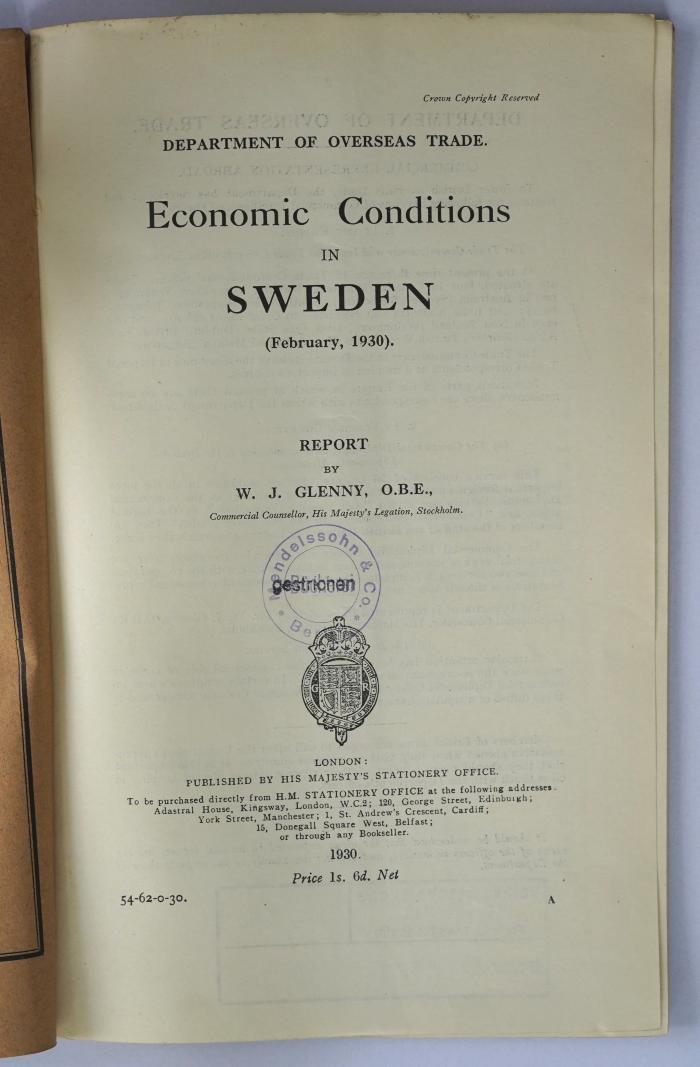 Crown Copyright Reserved
DEPARTMENT OF OVERSEAS TRADE.
Economic Conditions
IN
SWEDEN
(February, 1930).
REPORT
BY
W. J. GLENNY, O.B.E.,
Commercial Counsellor, His Majesty's Legation, Stockholm.
Mendelssohn & Co.
gestrichen
G R
LONDON:
PUBLISHED BY HIS MAJESTY'S STATIONERY OFFICE.
To be purchased directly from H.M. STATIONERY OFFICE at the following addresses.
Adastral House, Kingsway, London, W.C.2; 120, George Street, Edinburgh;
York Street, Manchester; 1, St. Andrew's Crescent, Cardiff;
15, Donegall Square West, Belfast;
or through any Bookseller.
1930.
Price 1s. 6d. Net
54-62-0-30.
A